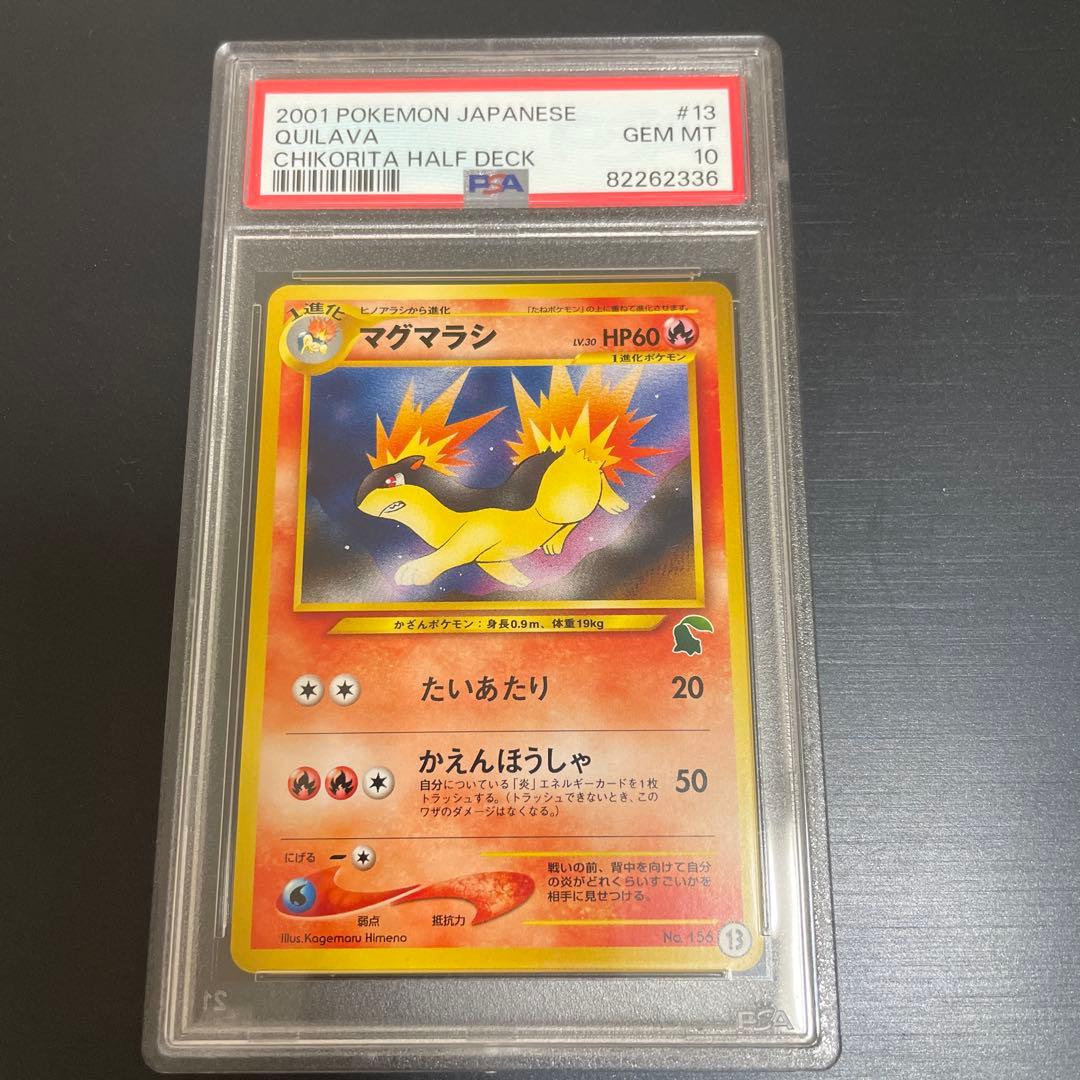 2001 POKEMON JAPANESE #13
QUILAVA GEM MT
CHIKORITA HALF DECK 10
PSA 82262336
1進化
ヒノアラシから進化 「たねポケモン」の上に重ねて進化させます。
マグマラシ LV.30 HP60
1進化ポケモン
かざんポケモン:身長0.9m、体重19kg
たいあたり 20
かえんほうしゃ 50
自分についている「炎」エネルギーカードを1枚
トラッシュする。(トラッシュできないとき、この
ワザのダメージはなくなる。)
にげる
戦いの前、背中を向けて自分
の炎がどれくらいすごいかを
相手に見せつける。
弱点 抵抗力
Illus.Kagemaru Himeno No.156 13
21 PSA